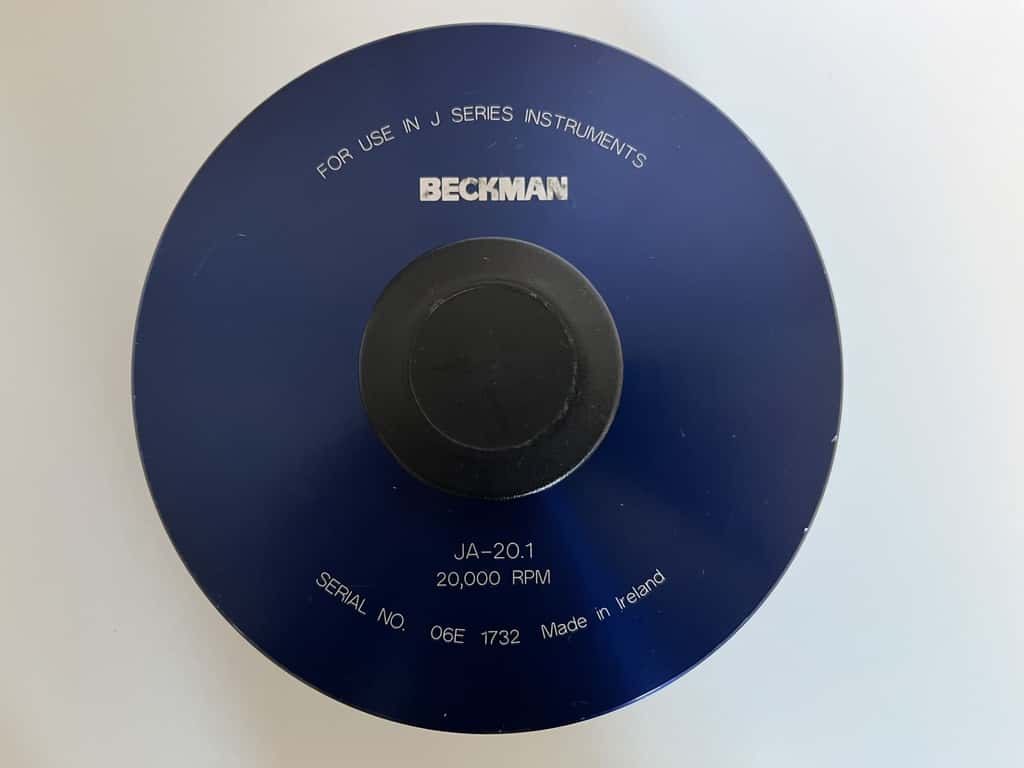 FOR USE IN J SERIES INSTRUMENTS
BECKMAN
JA-20.1
20,000 RPM
SERIAL NO. 06E 1732 Made in Ireland